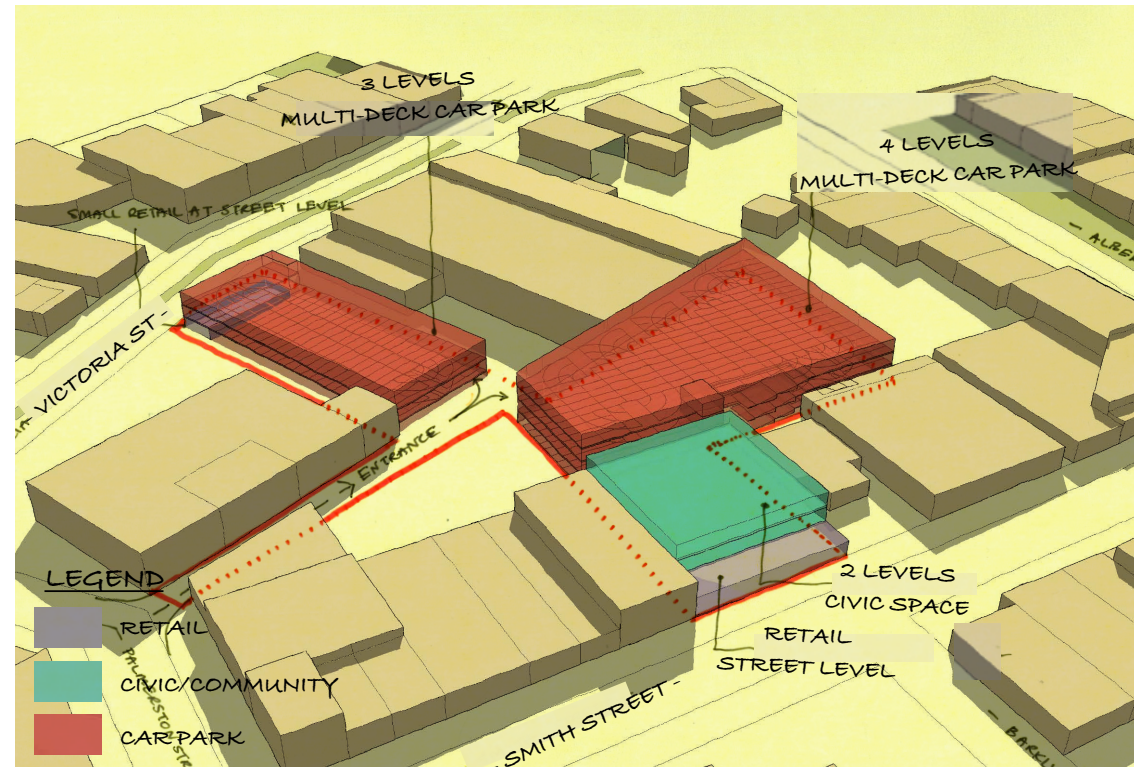 3 LEVELS
MULTI-DECK CAR PARK
4 LEVELS
MULTI-DECK CAR PARK
SMALL RETAIL AT STREET LEVEL
VICTORIA ST-
ENTRANCE
LEGEND
RETAIL
CIVIC/COMMUNITY
CAR PARK
2 LEVELS
CIVIC SPACE
RETAIL
STREET LEVEL
SMITH STREET-